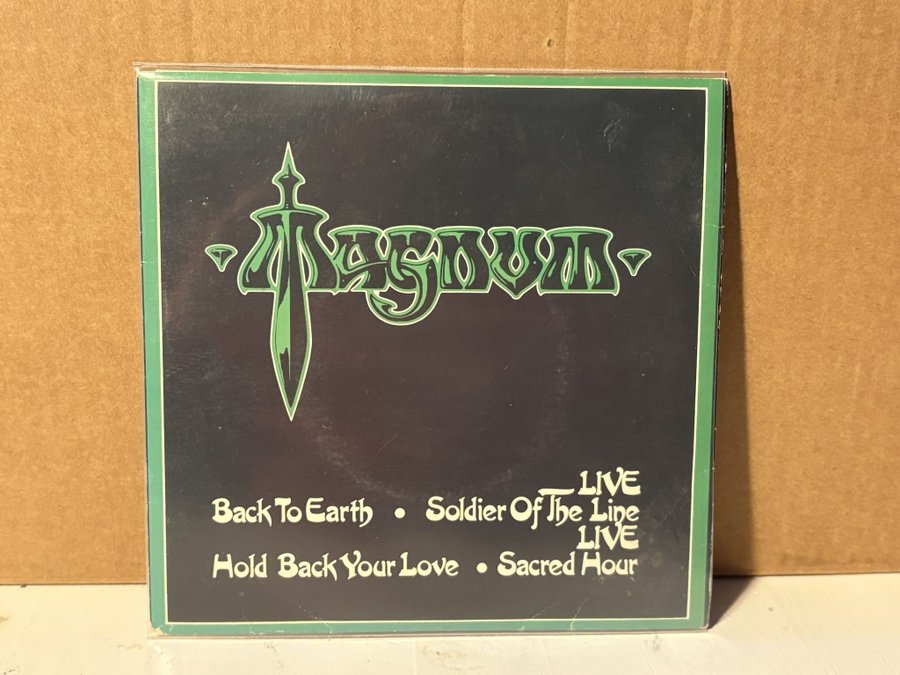 Magnum
LIVE
Back To Earth • Soldier Of The Line
LIVE
Hold Back Your Love • Sacred Hour